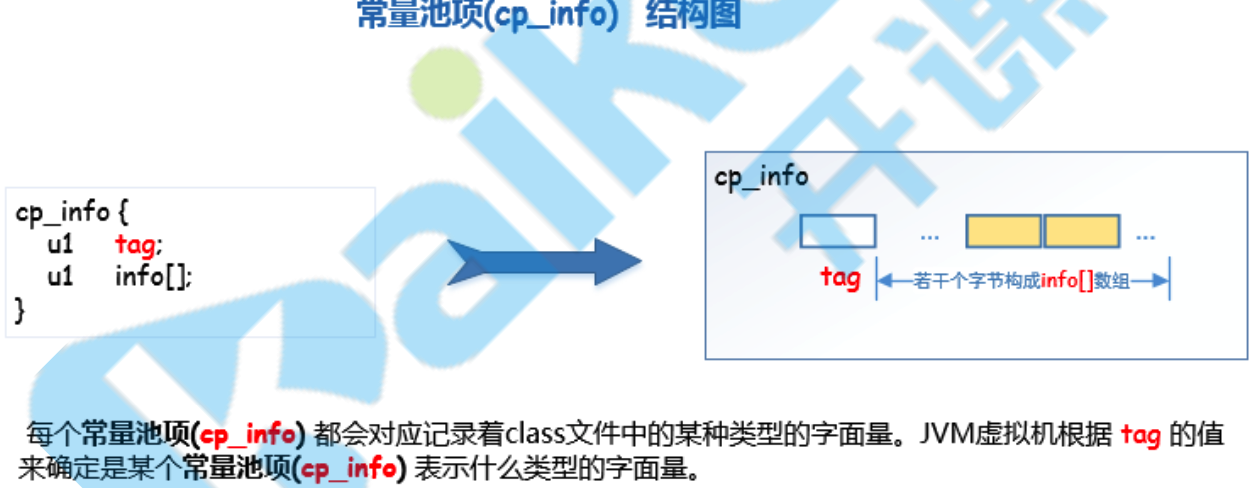 常量池项(cp_info) 结构图
cp_info {
u1 tag;
u1 info[];
}
cp_info
... ...
tag
若干个字节构成info[]数组
每个常量池项(cp_info) 都会对应记录着class文件中的某种类型的字面量。JVM虚拟机根据 tag 的值
来确定是某个常量池项(cp_info) 表示什么类型的字面量。